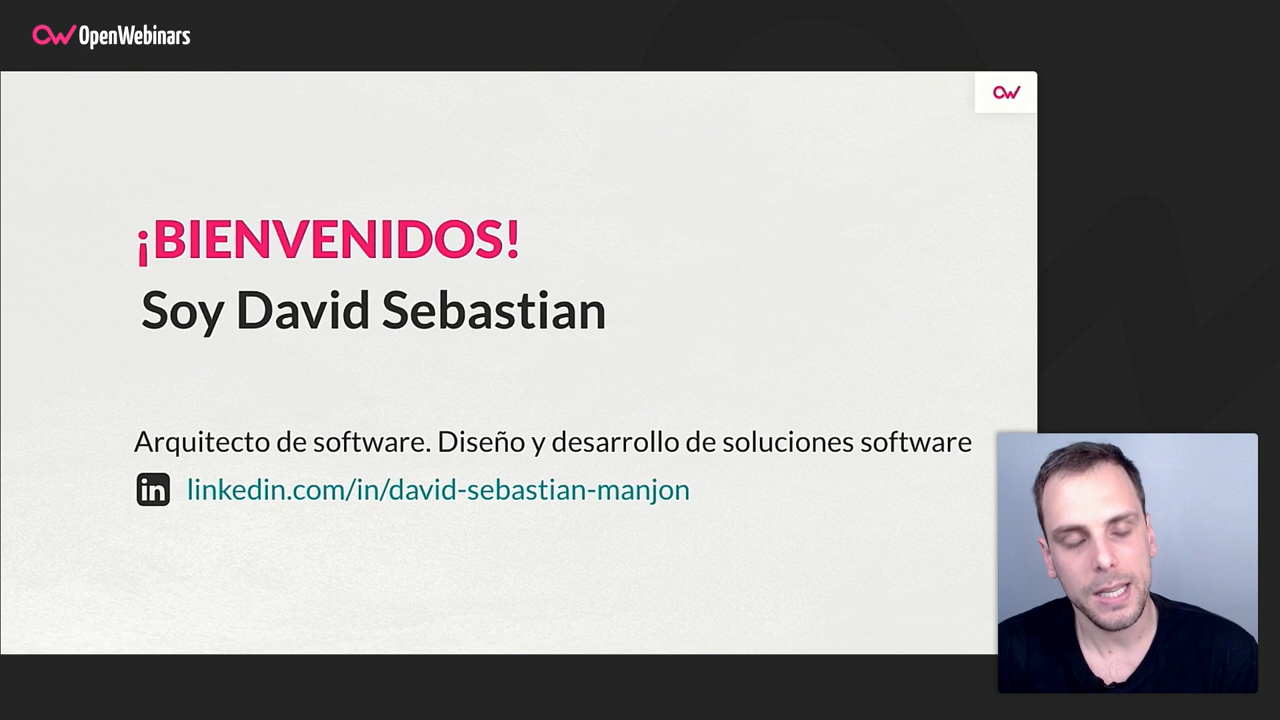 OpenWebinars
¡BIENVENIDOS!
Soy David Sebastian
Arquitecto de software. Diseño y desarrollo de soluciones software
in linkedin.com/in/david-sebastian-manjon